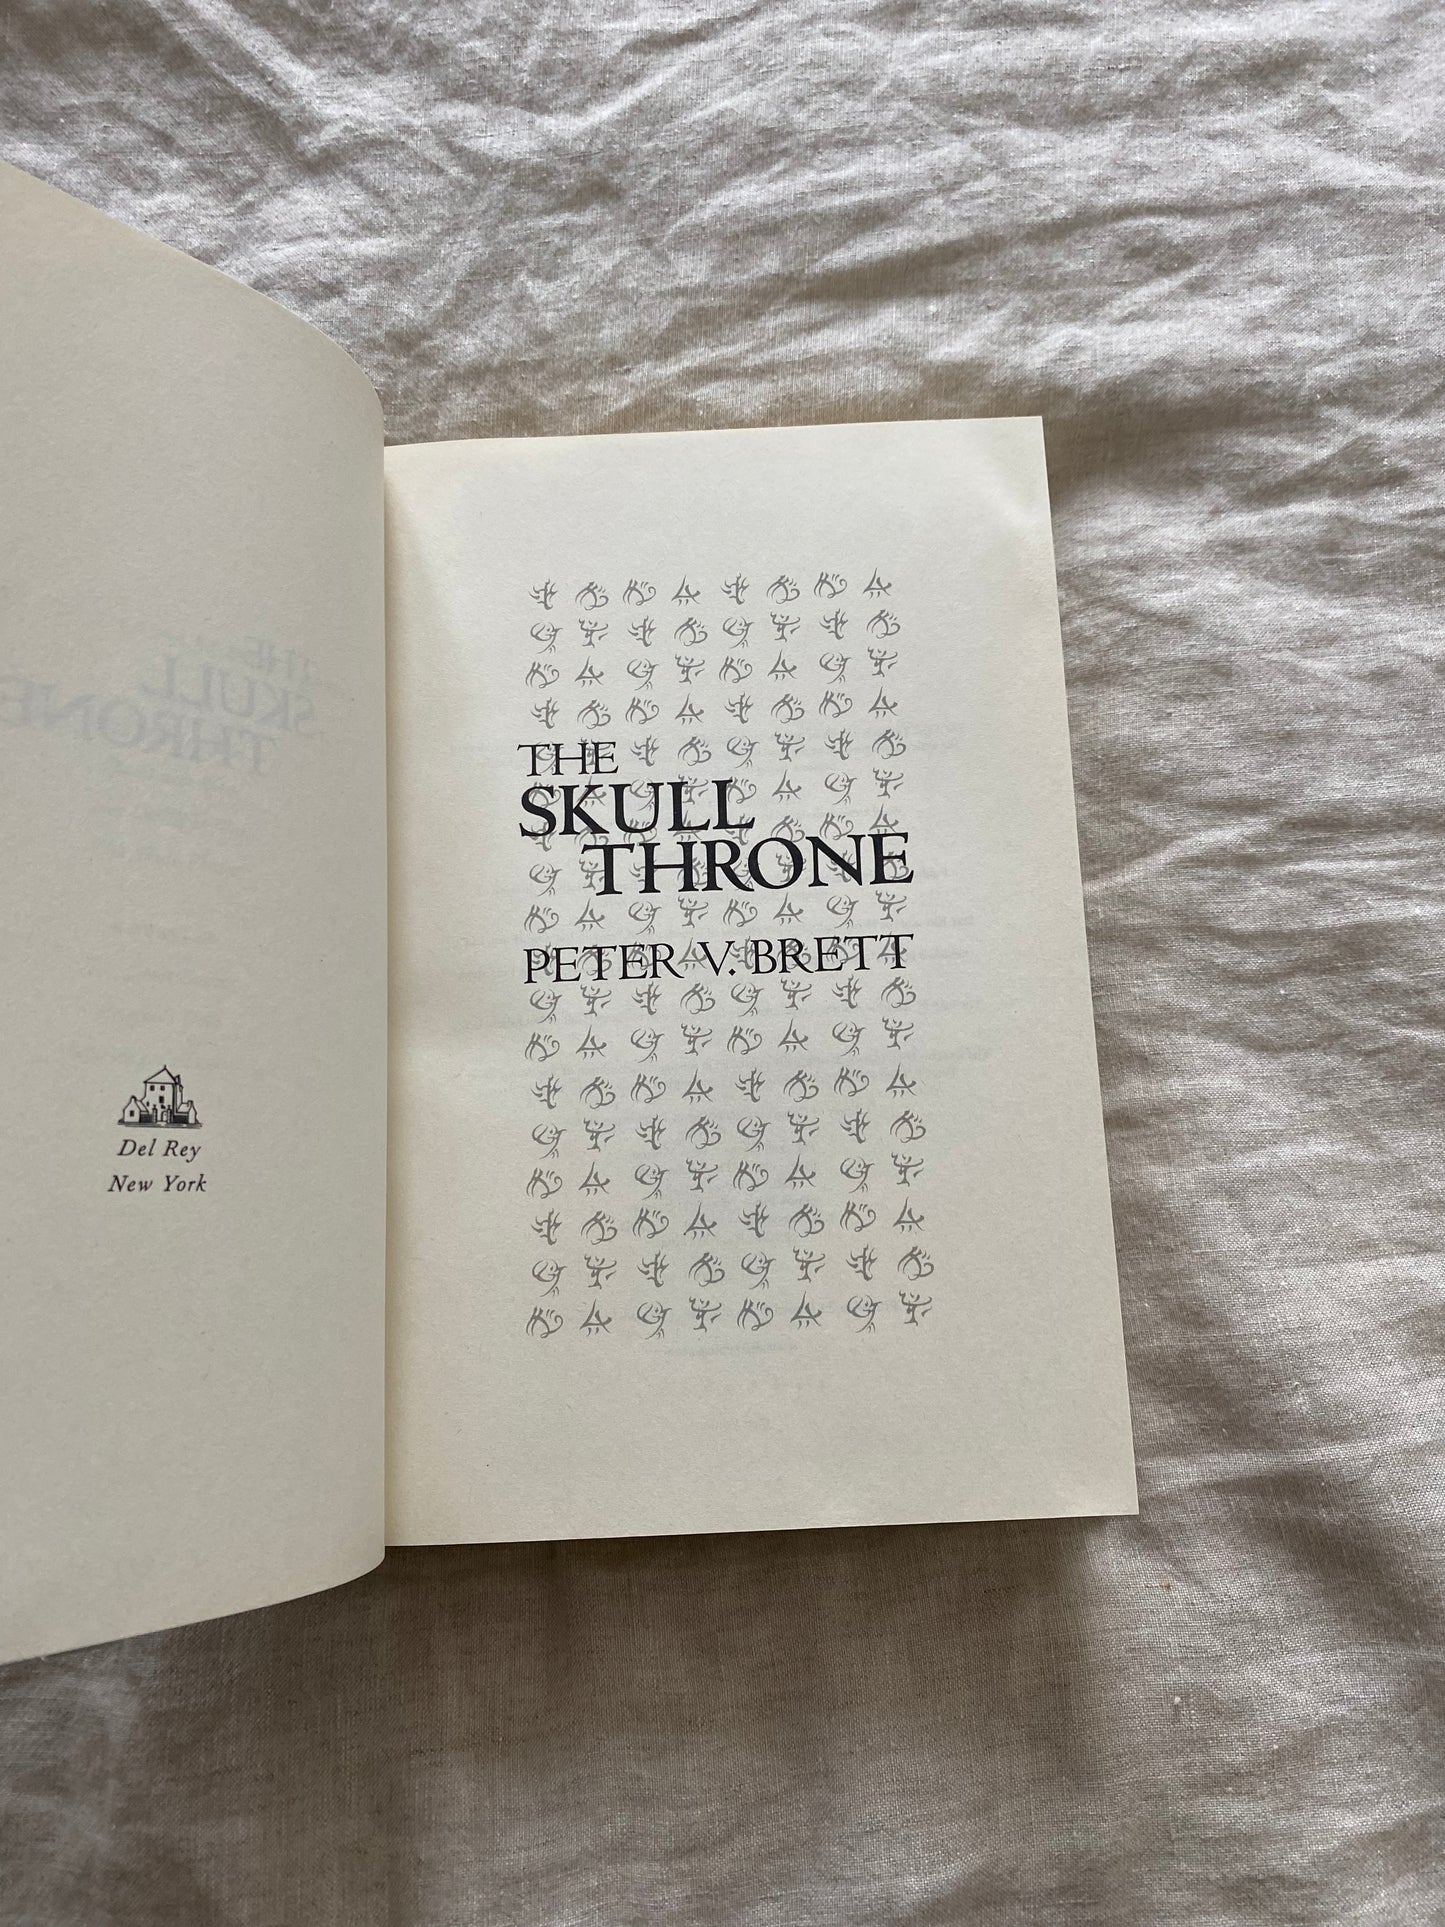 Del Rey
New York
THE
SKULL
THRONE
PETER V. BRETT